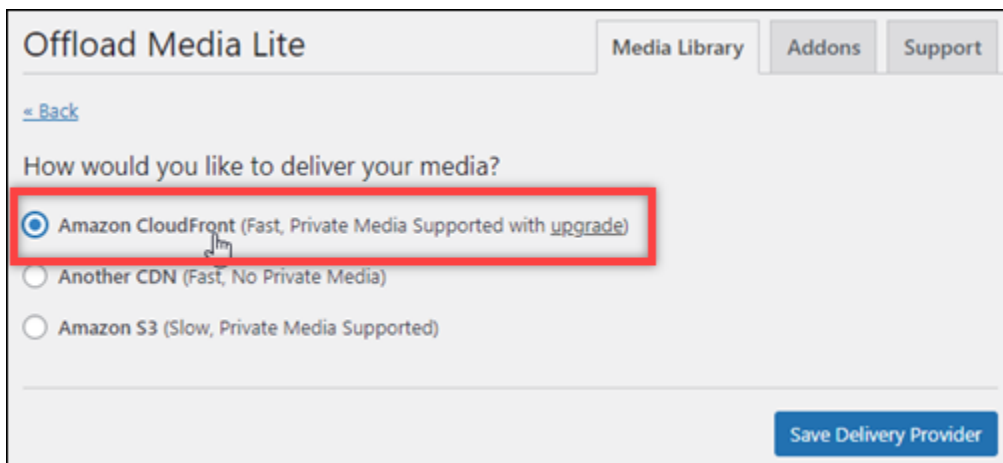 Offload Media Lite
Media Library
Addons
Support
« Back
How would you like to deliver your media?
Amazon CloudFront (Fast, Private Media Supported with upgrade)
Another CDN (Fast, No Private Media)
Amazon S3 (Slow, Private Media Supported)
Save Delivery Provider